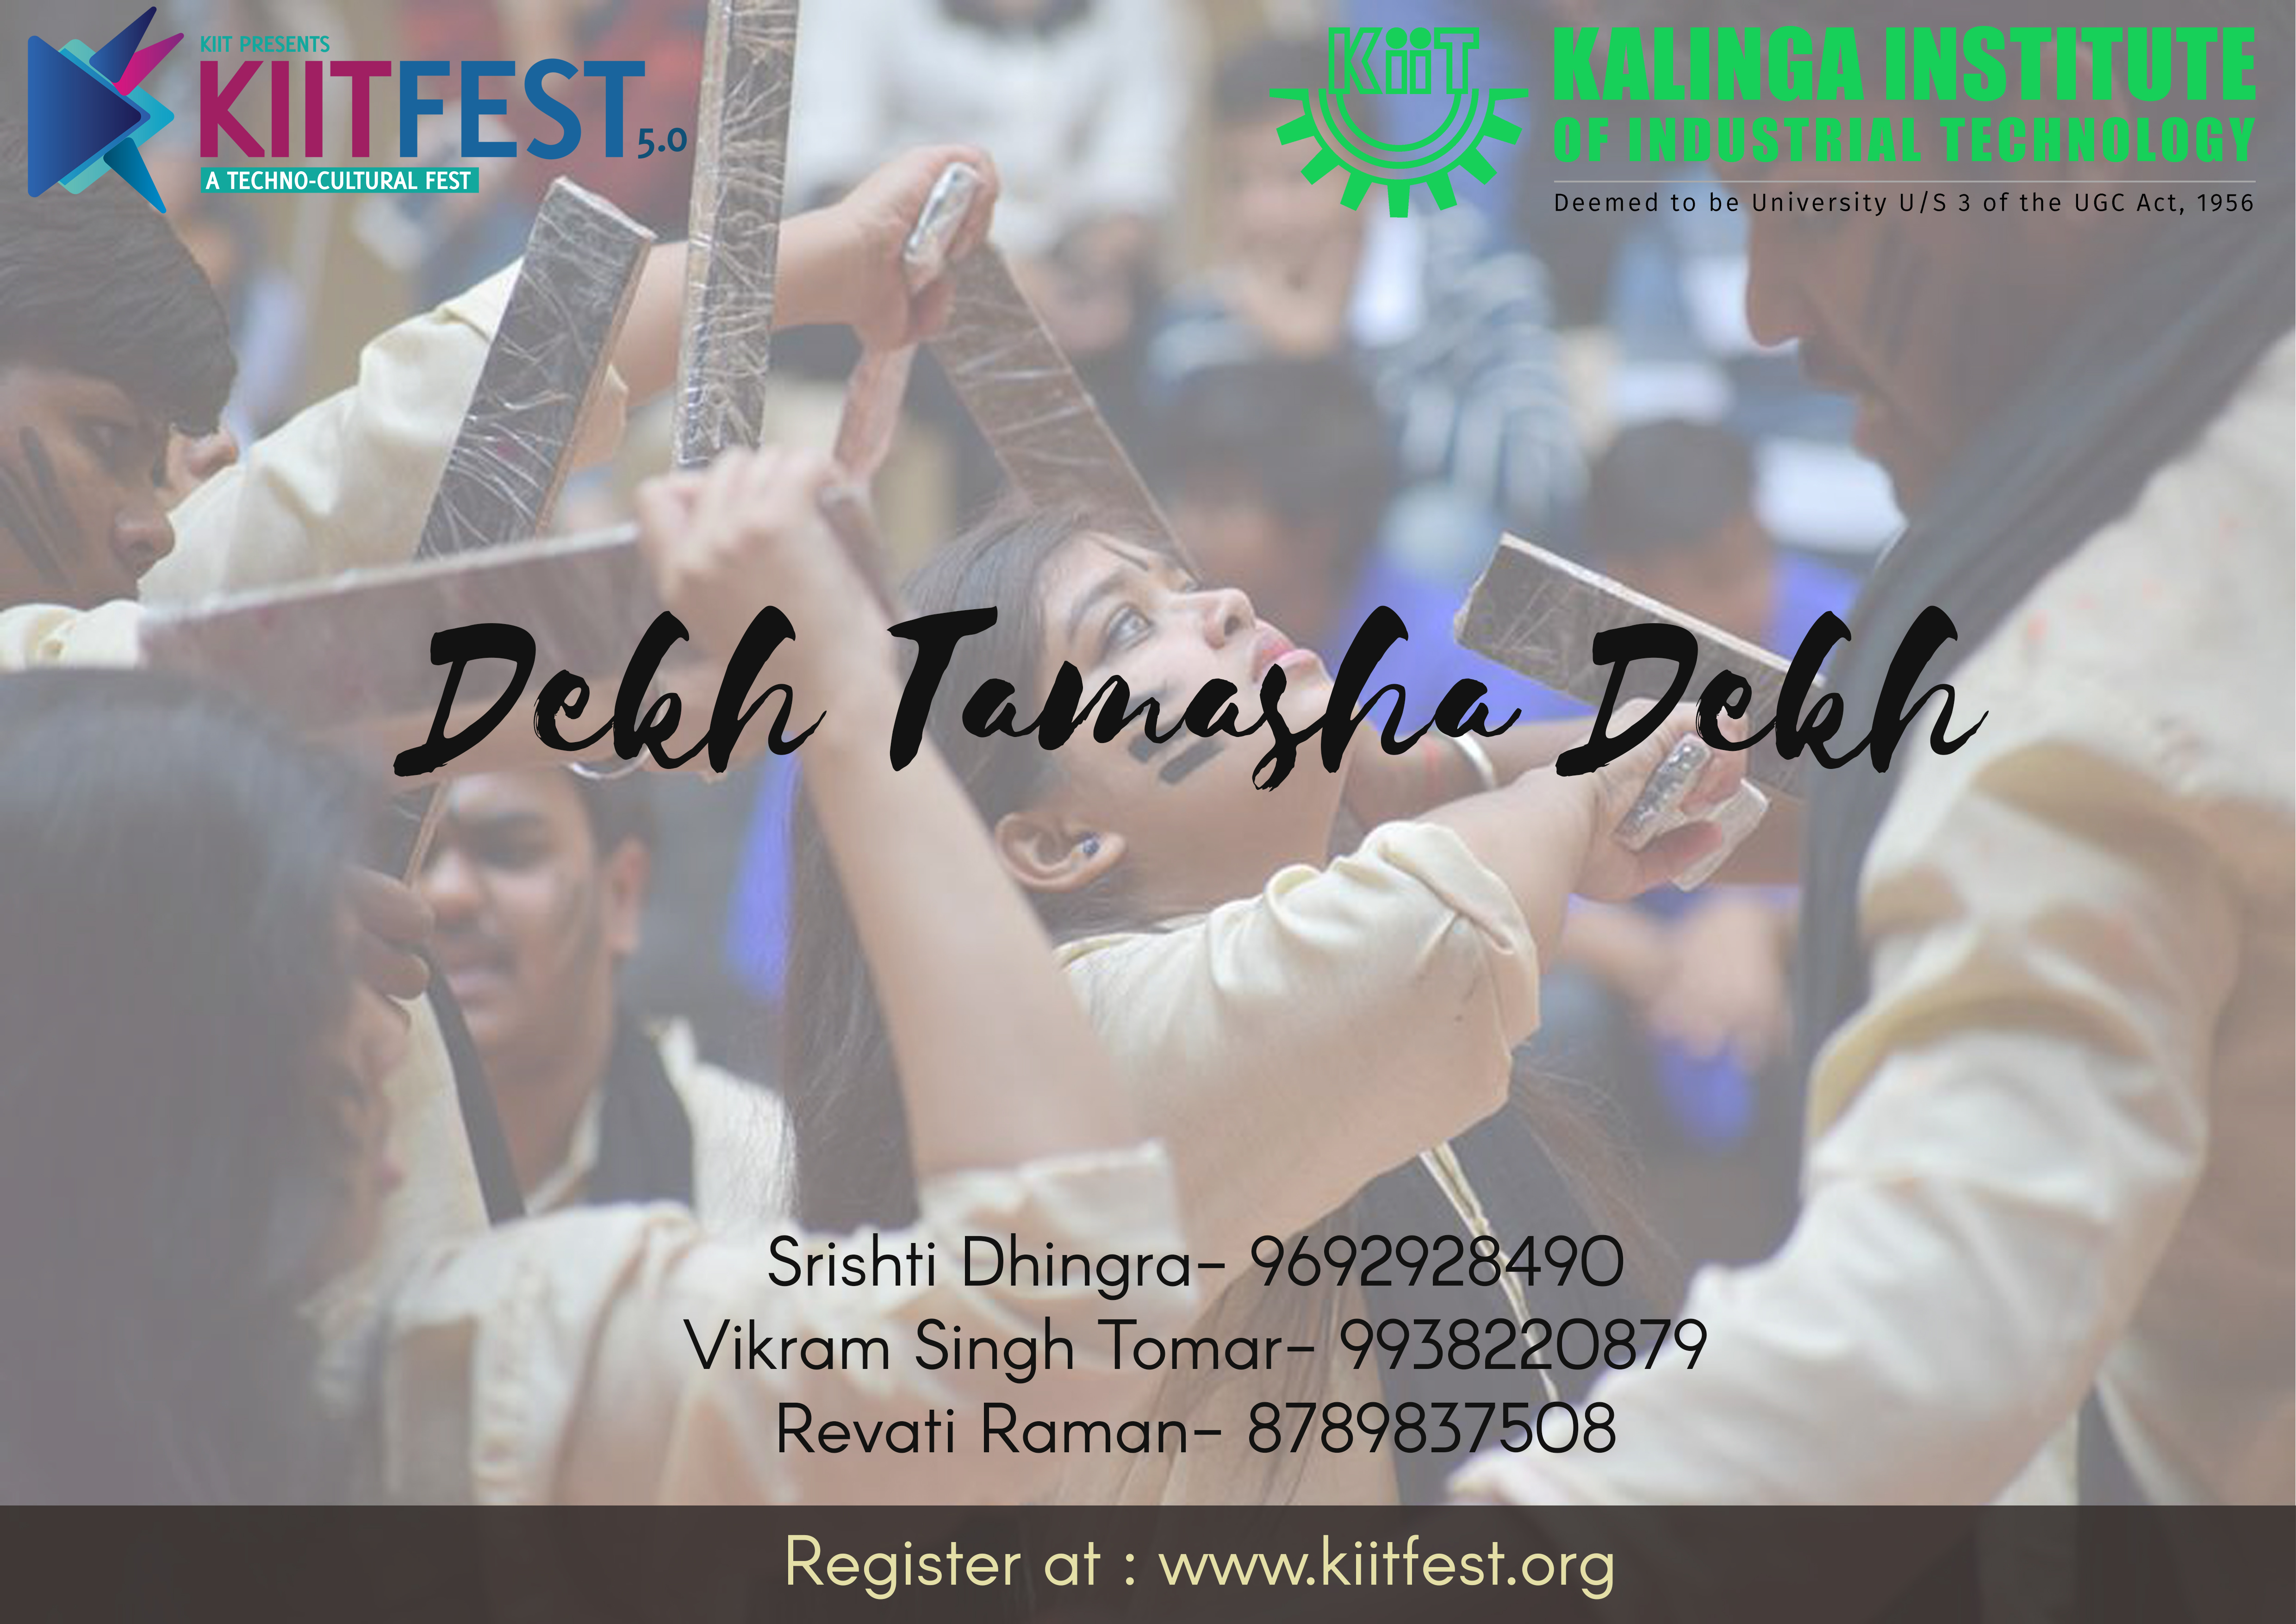 KIIT PRESENTS
KIITFEST 5.0
A TECHNO-CULTURAL FEST
KiiT
KALINGA INSTITUTE
OF INDUSTRIAL TECHNOLOGY
Deemed to be University U/S 3 of the UGC Act, 1956
Dekh Tamasha Dekh
Srishti Dhingra- 9692928490
Vikram Singh Tomar- 9938220879
Revati Raman- 8789837508
Register at : www.kiitfest.org